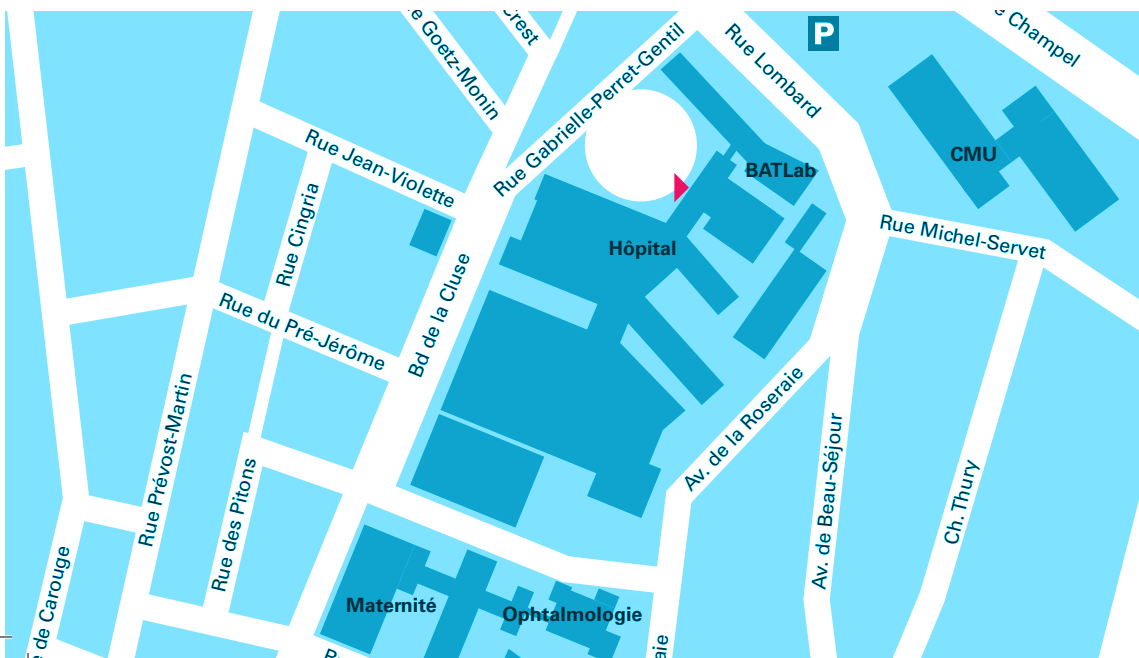 Crest
P
Champel
Goetz-Monin
Rue Gabrielle-Perret-Gentil
Rue Lombard
Rue Jean-Violette
CMU
BATLab
Rue Cingria
Hôpital
Rue Michel-Servet
Rue du Pré-Jérôme
Bd de la Cluse
Rue Prévost-Martin
Av. de la Roseraie
Av. de Beau-Séjour
Ch. Thury
Rue des Pitons
de Carouge
Maternité
Ophtalmologie